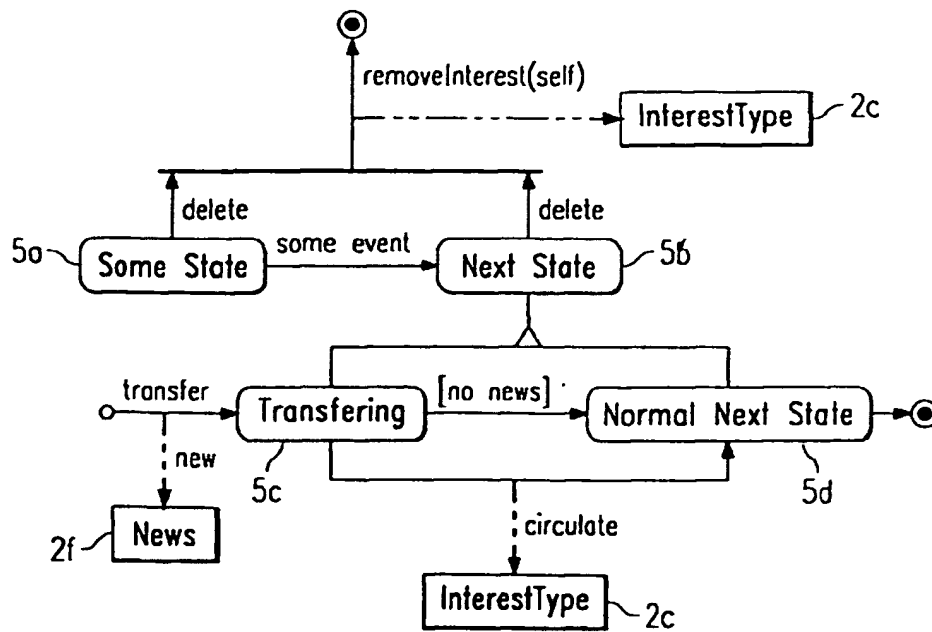 removeInterest(self)
InterestType
2c
delete
delete
5a
Some State
some event
Next State
5b
transfer
Transfering
[no news]
Normal Next State
new
5c
5d
2f
News
circulate
InterestType
2c